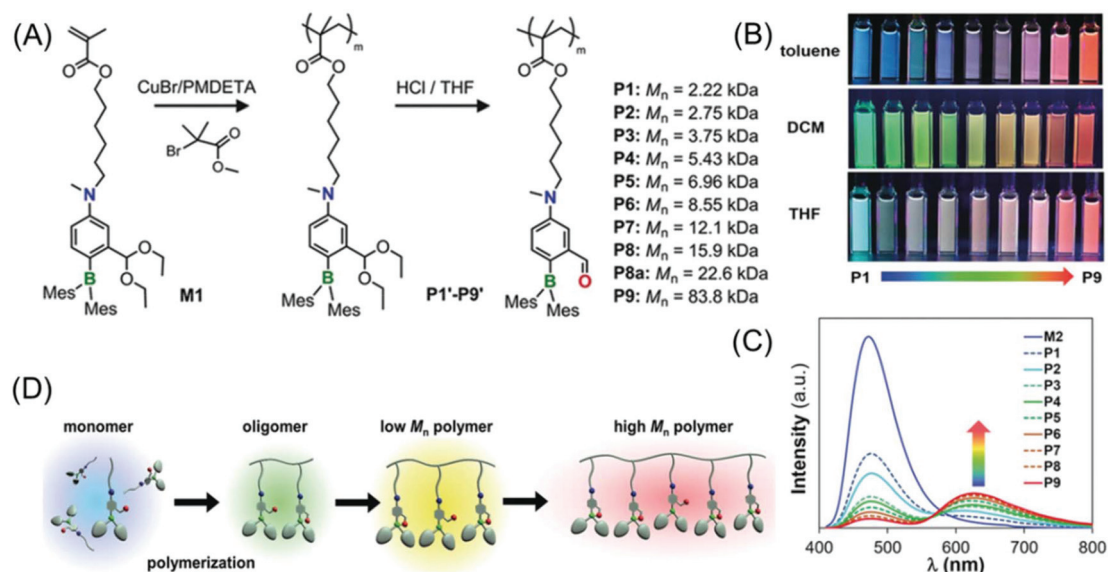 (A)
O
O
CuBr/PMDETA
Br
O
O
N
O
O
B
Mes
Mes
M1
m
O
O
N
O
O
B
Mes
Mes
P1'-P9'
HCl / THF
m
O
O
N
O
B
Mes
Mes
P1: Mn = 2.22 kDa
P2: Mn = 2.75 kDa
P3: Mn = 3.75 kDa
P4: Mn = 5.43 kDa
P5: Mn = 6.96 kDa
P6: Mn = 8.55 kDa
P7: Mn = 12.1 kDa
P8: Mn = 15.9 kDa
P8a: Mn = 22.6 kDa
P9: Mn = 83.8 kDa
(B)
toluene
DCM
THF
P1
P9
(C)
Intensity (a.u.)
M2
P1
P2
P3
P4
P5
P6
P7
P8
P9
400 500 600 700 800
λ (nm)
(D)
monomer
oligomer
low Mn polymer
high Mn polymer
polymerization